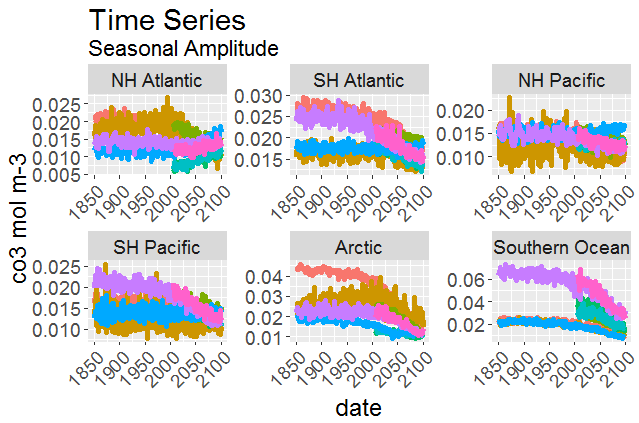 Time Series
Seasonal Amplitude
NH Atlantic
SH Atlantic
NH Pacific
0.025
0.020
0.015
0.010
0.005
0.030
0.025
0.020
0.015
0.020
0.015
0.010
1850 1900 1950 2000 2050 2100
1850 1900 1950 2000 2050 2100
1850 1900 1950 2000 2050 2100
co3 mol m-3
SH Pacific
Arctic
Southern Ocean
0.025
0.020
0.015
0.010
0.04
0.03
0.02
0.01
0.06
0.04
0.02
1850 1900 1950 2000 2050 2100
1850 1900 1950 2000 2050 2100
1850 1900 1950 2000 2050 2100
date